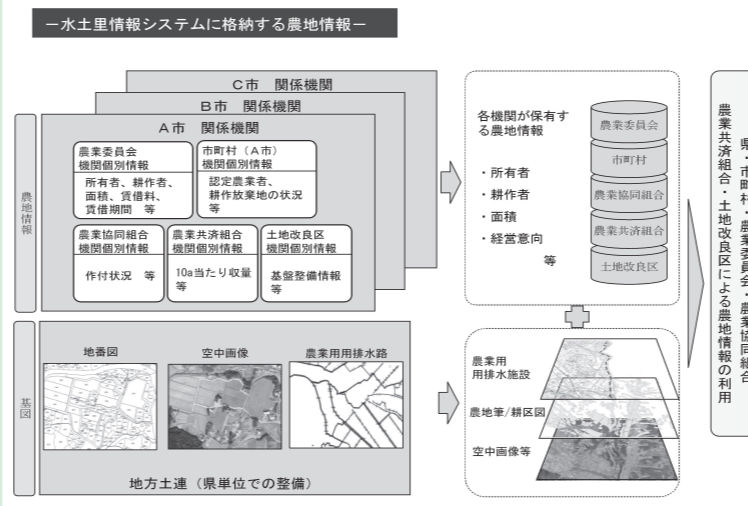 －水土里情報システムに格納する農地情報－
C市　関係機関
B市　関係機関
A市　関係機関
農地情報
農業委員会
機関個別情報
所有者、耕作者、
面積、賃借料、
賃借期間　等
市町村（A市）
機関個別情報
認定農業者、
耕作放棄地の状況
等
農業協同組合
機関個別情報
作付状況　等
農業共済組合
機関個別情報
10a当たり収量
等
土地改良区
機関個別情報
基盤整備情報
等
各機関が保有す
る農地情報
・所有者
・耕作者
・面積
・経営意向
等
農業委員会
市町村
農業協同組合
農業共済組合
土地改良区
基図
地番図
空中画像
農業用用排水路
地方土連（県単位での整備）
農業用
用排水施設
農地筆/耕区図
空中画像等
県・市町村・農業委員会・農業協同組合
農業共済組合・土地改良区による農地情報の利用